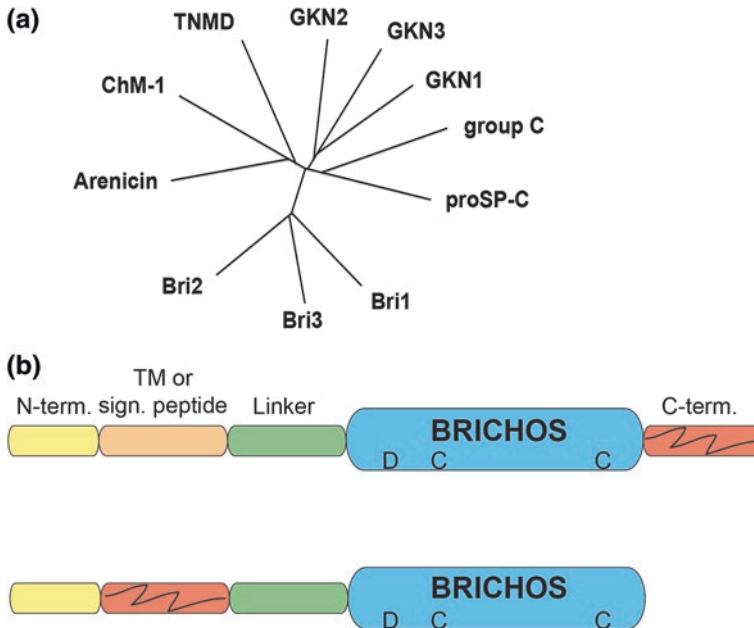 (a)
TNMD
GKN2
GKN3
ChM-1
GKN1
group C
Arenicin
proSP-C
Bri2
Bri1
Bri3
(b)
TM or
N-term. sign. peptide Linker C-term.
BRICHOS
D C C
BRICHOS
D C C